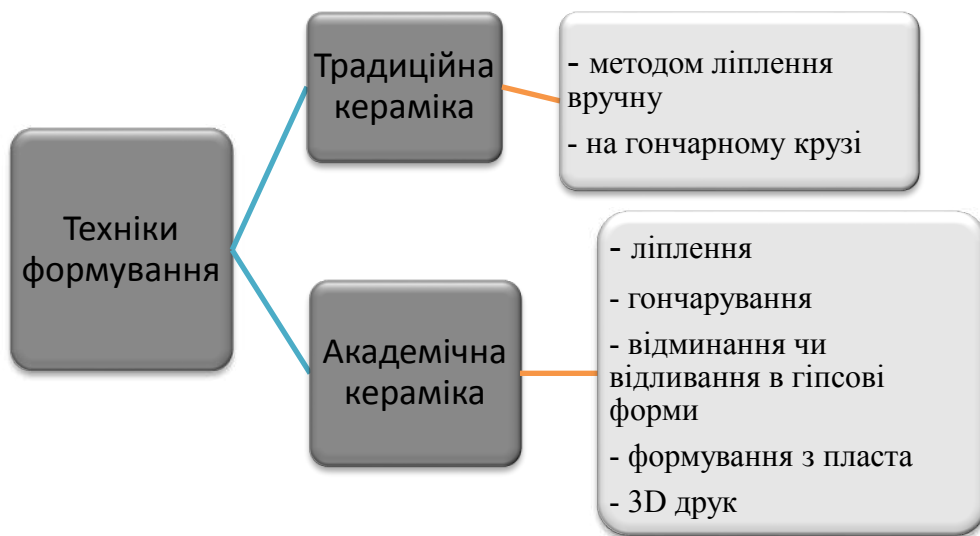 Техніки
формування
Традиційна
кераміка
- методом ліплення
вручну
- на гончарному крузі
Академічна
кераміка
- ліплення
- гончарування
- відминання чи
відливання в гіпсові
форми
- формування з пласта
- 3D друк